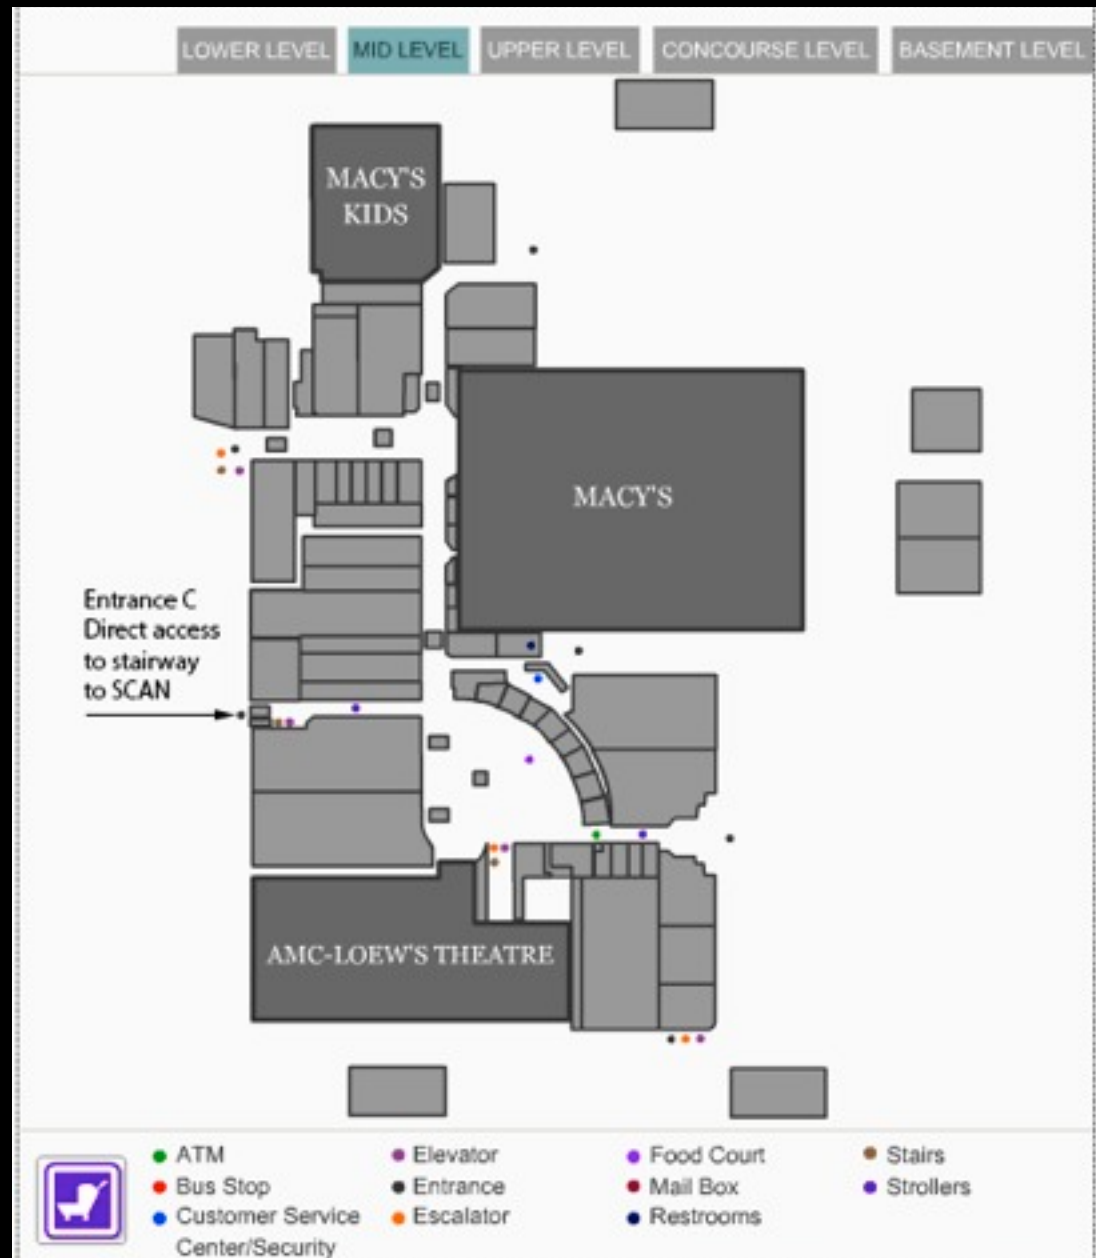 LOWER LEVEL
MID LEVEL
UPPER LEVEL
CONCOURSE LEVEL
BASEMENT LEVEL
MACY'S
KIDS
MACY'S
Entrance C
Direct access
to stairway
to SCAN
AMC-LOEW'S THEATRE
ATM
Bus Stop
Customer Service
Center/Security
Elevator
Entrance
Escalator
Food Court
Mail Box
Restrooms
Stairs
Strollers